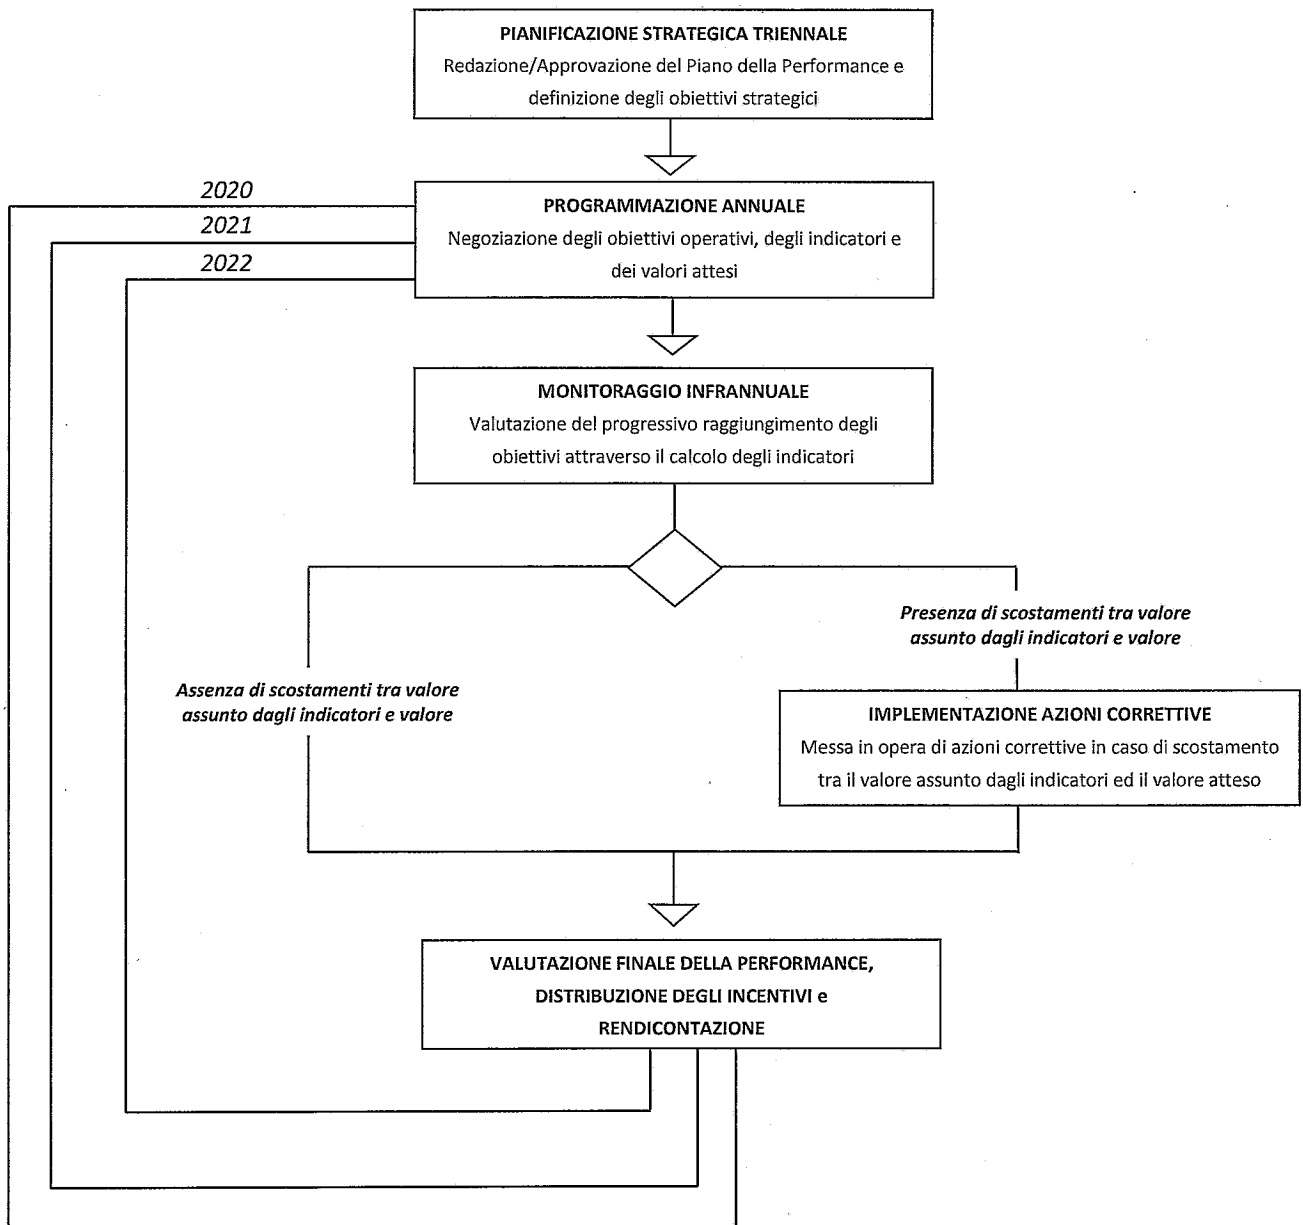 PIANIFICAZIONE STRATEGICA TRIENNALE
Redazione/Approvazione del Piano della Performance e
definizione degli obiettivi strategici
2020
2021
2022
PROGRAMMAZIONE ANNUALE
Negoziazione degli obiettivi operativi, degli indicatori e
dei valori attesi
MONITORAGGIO INFRANNUALE
Valutazione del progressivo raggiungimento degli
obiettivi attraverso il calcolo degli indicatori
Presenza di scostamenti tra valore
assunto dagli indicatori e valore
Assenza di scostamenti tra valore
assunto dagli indicatori e valore
IMPLEMENTAZIONE AZIONI CORRETTIVE
Messa in opera di azioni correttive in caso di scostamento
tra il valore assunto dagli indicatori ed il valore atteso
VALUTAZIONE FINALE DELLA PERFORMANCE,
DISTRIBUZIONE DEGLI INCENTIVI e
RENDICONTAZIONE